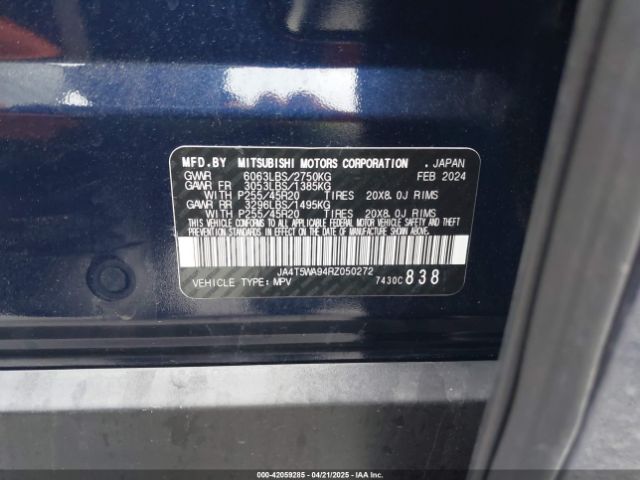 MFD.BY MITSUBISHI MOTORS CORPORATION . JAPAN
GVWR 6063LBS/2750KG FEB 2024
GAWR FR 3053LBS/1385KG
WITH P255/45R20 TIRES 20X8.0J RIMS
GAWR RR 3296LBS/1495KG
WITH P255/45R20 TIRES 20X8.0J RIMS
THIS VEHICLE CONFORMS TO ALL APPLICABLE FEDERAL MOTOR VEHICLE SAFETY AND
THEFT PREVENTION STANDARDS IN EFFECT ON THE DATE OF MANUFACTURE SHOWN ABOVE.
JA4T5WA94RZ050272
VEHICLE TYPE: MPV 7430C 838
000-42059285 - 04/21/2025 - IAAI.COM